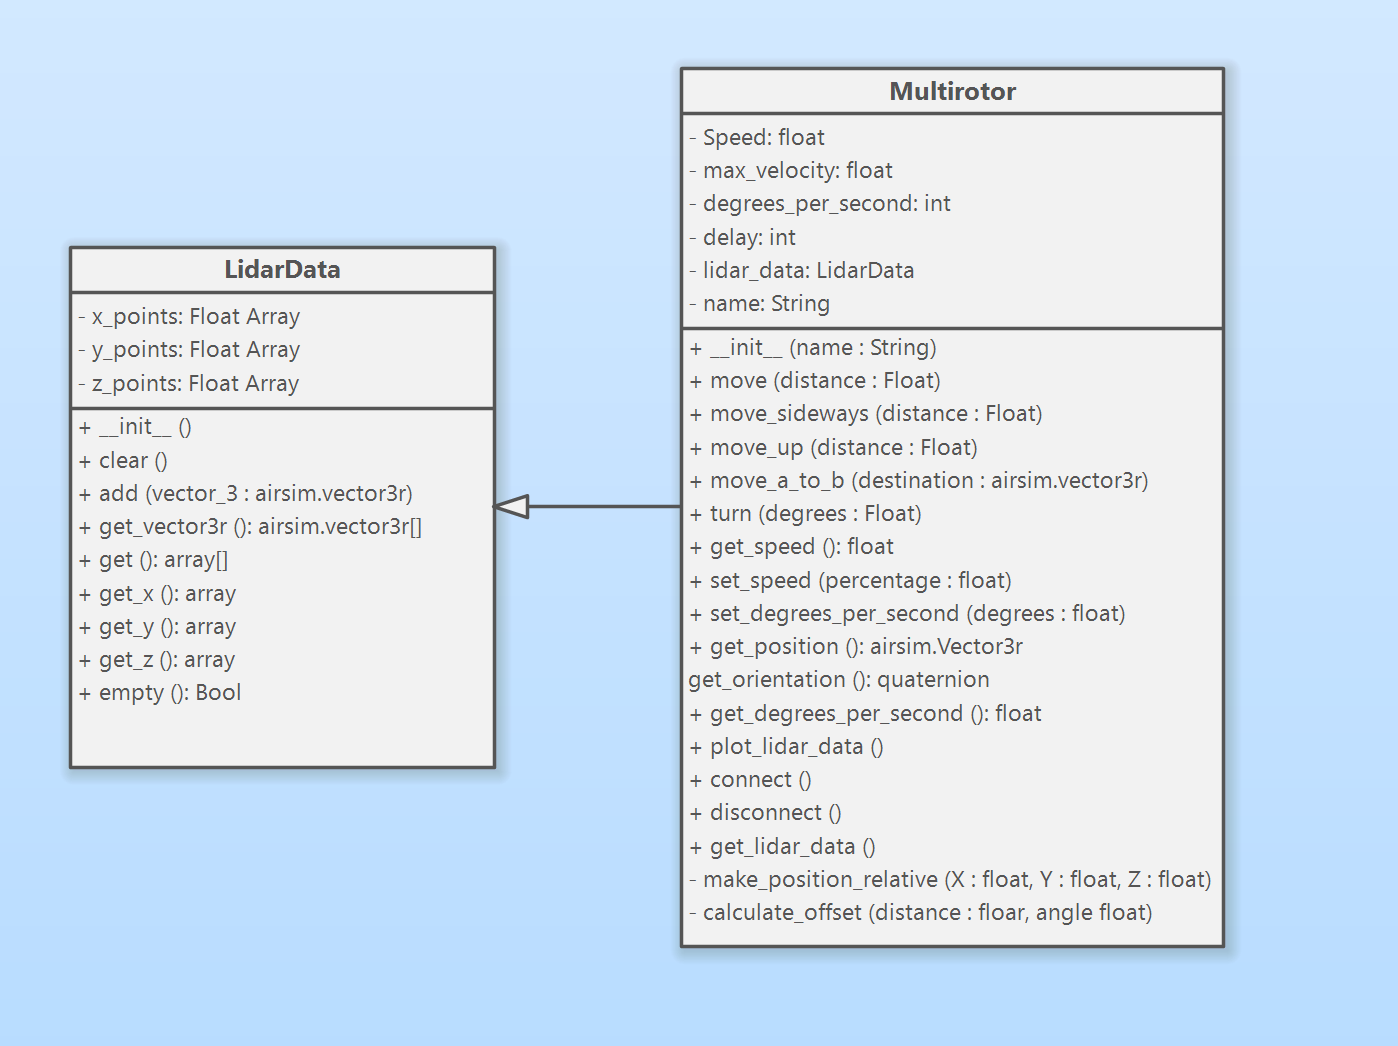 LidarData
- x_points: Float Array
- y_points: Float Array
- z_points: Float Array
+ __init__ ()
+ clear ()
+ add (vector_3 : airsim.vector3r)
+ get_vector3r (): airsim.vector3r[]
+ get (): array[]
+ get_x (): array
+ get_y (): array
+ get_z (): array
+ empty (): Bool
Multirotor
- Speed: float
- max_velocity: float
- degrees_per_second: int
- delay: int
- lidar_data: LidarData
- name: String
+ __init__ (name : String)
+ move (distance : Float)
+ move_sideways (distance : Float)
+ move_up (distance : Float)
+ move_a_to_b (destination : airsim.vector3r)
+ turn (degrees : Float)
+ get_speed (): float
+ set_speed (percentage : float)
+ set_degrees_per_second (degrees : float)
+ get_position (): airsim.Vector3r
get_orientation (): quaternion
+ get_degrees_per_second (): float
+ plot_lidar_data ()
+ connect ()
+ disconnect ()
+ get_lidar_data ()
- make_position_relative (X : float, Y : float, Z : float)
- calculate_offset (distance : floar, angle float)